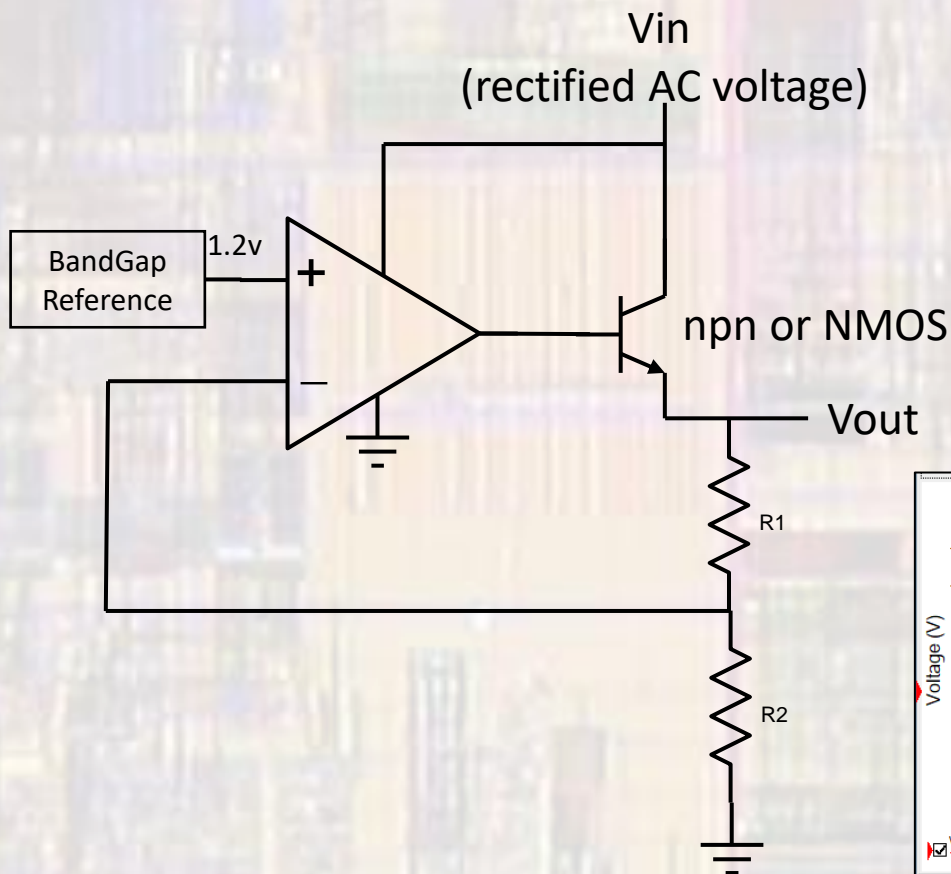 Vin
(rectified AC voltage)
BandGap
Reference
1.2v
+
−
npn or NMOS
Vout
R1
R2
Voltage (V)